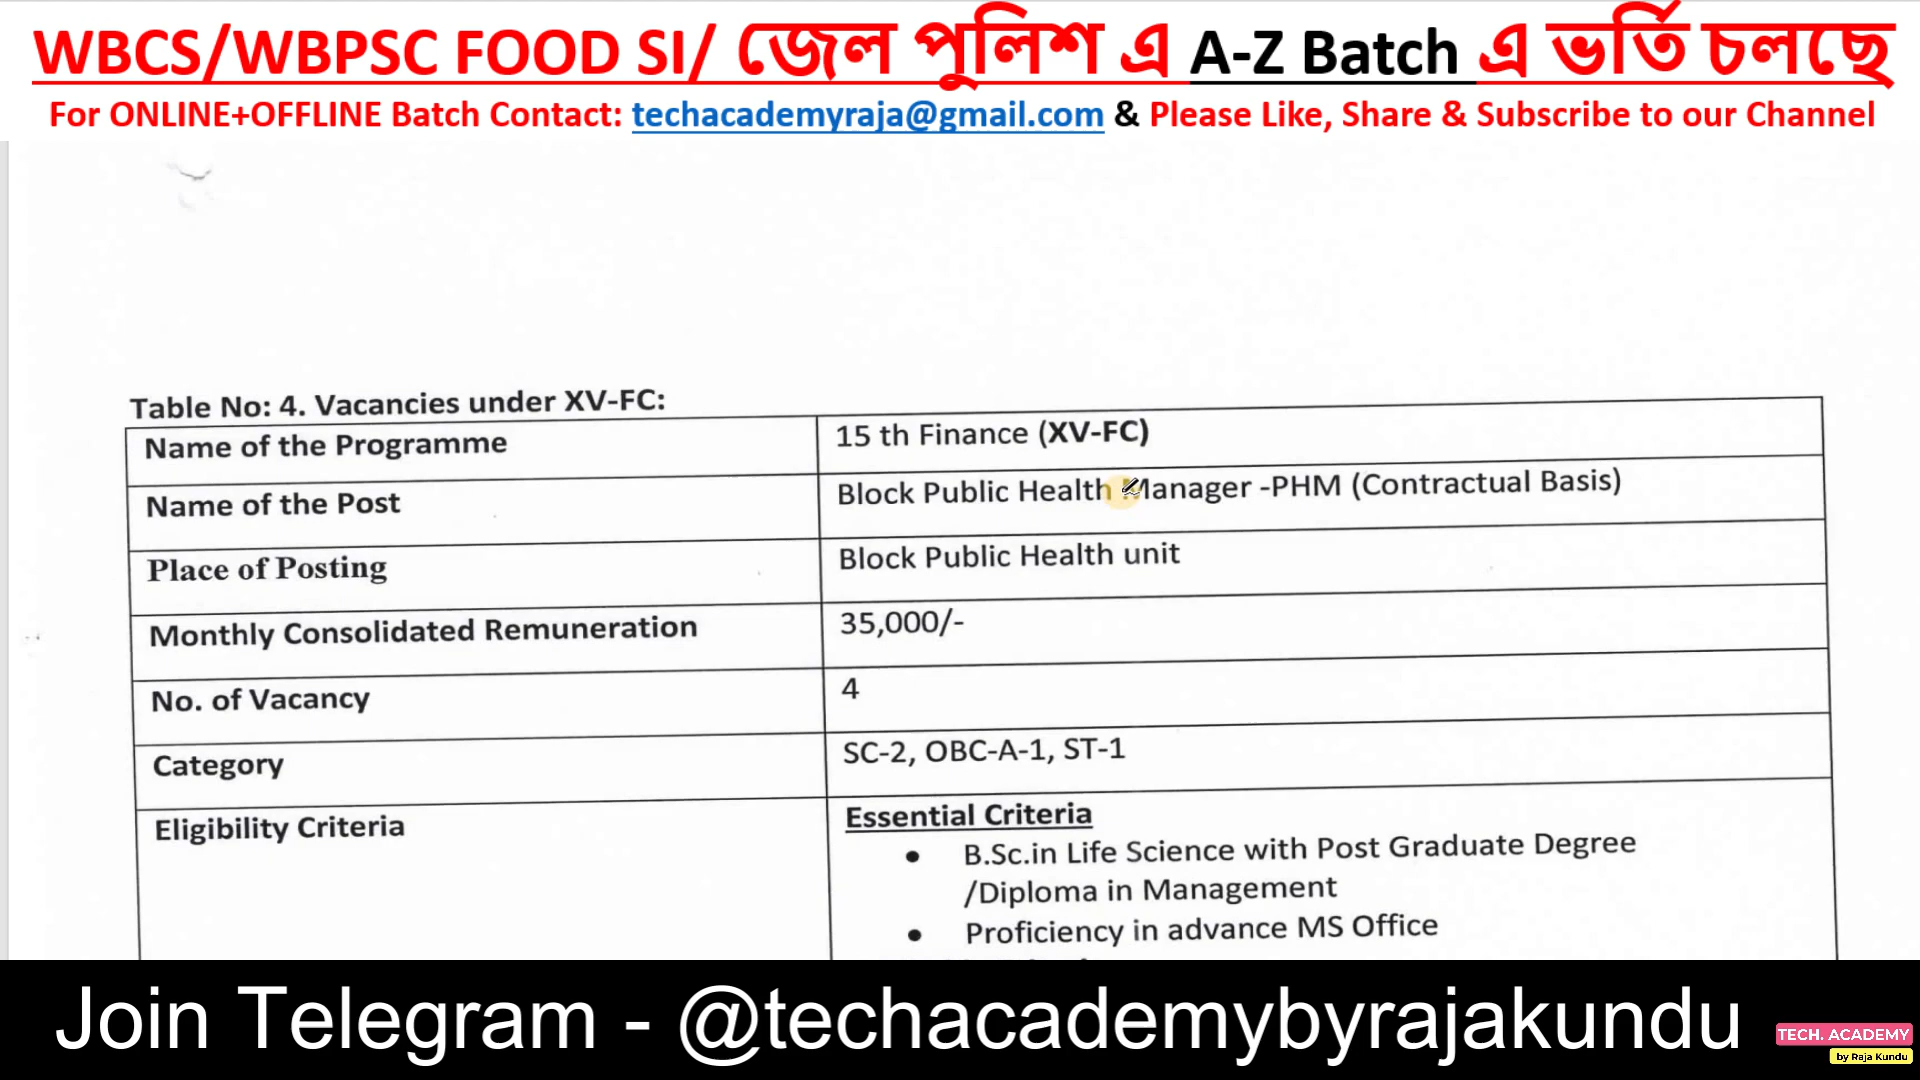 WBCS/WBPSC FOOD SI/ জেল পুলিশ এ A-Z Batch এ ভর্তি চলছে
For ONLINE+OFFLINE Batch Contact: techacademyraja@gmail.com & Please Like, Share & Subscribe to our Channel
Table No: 4. Vacancies under XV-FC:
Name of the Programme 15 th Finance (XV-FC)
Name of the Post Block Public Health Manager -PHM (Contractual Basis)
Place of Posting Block Public Health unit
Monthly Consolidated Remuneration 35,000/-
No. of Vacancy 4
Category SC-2, OBC-A-1, ST-1
Eligibility Criteria Essential Criteria
• B.Sc.in Life Science with Post Graduate Degree
/Diploma in Management
• Proficiency in advance MS Office
Join Telegram - @techacademybyrajakundu
TECH. ACADEMY
by Raja Kundu